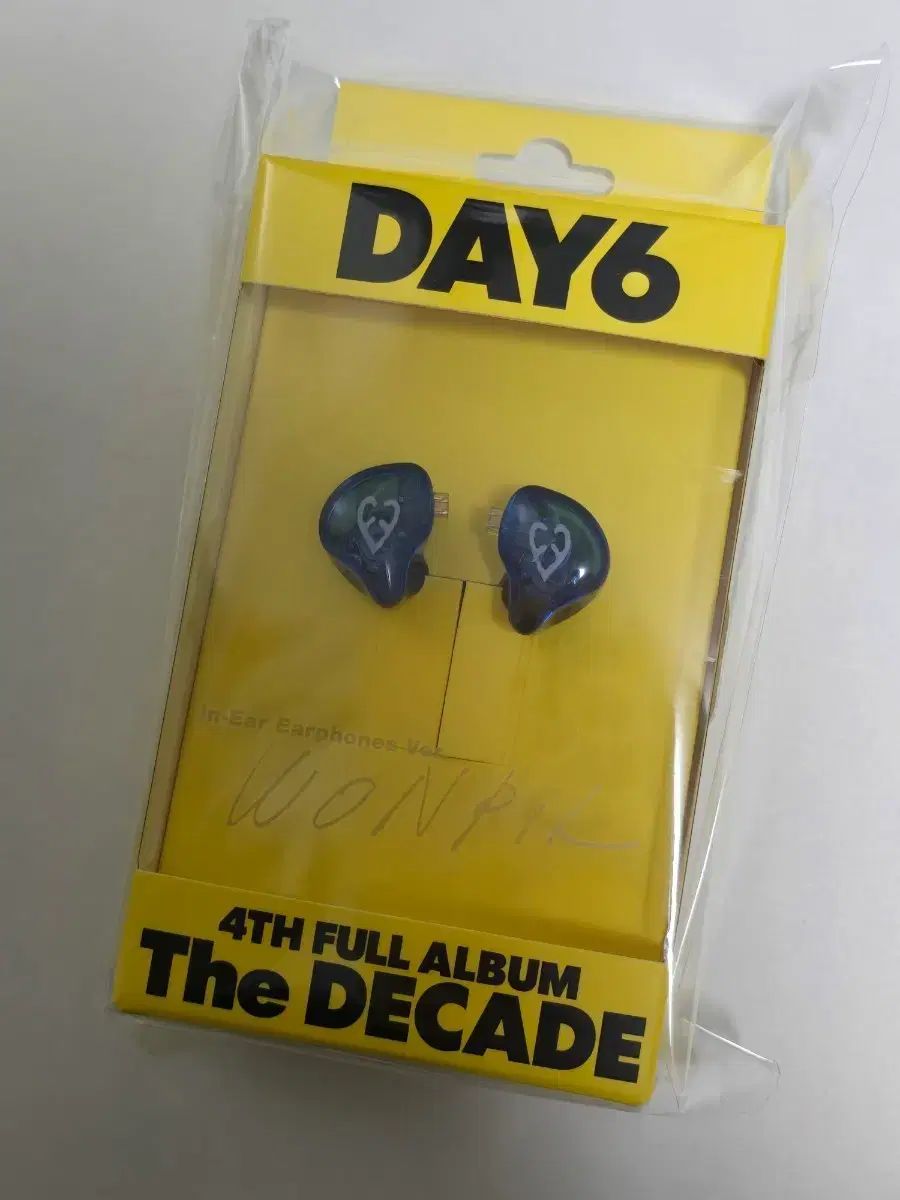 DAY6
In-Ear Earphones Ver.
WONPIL
4TH FULL ALBUM
The DECADE